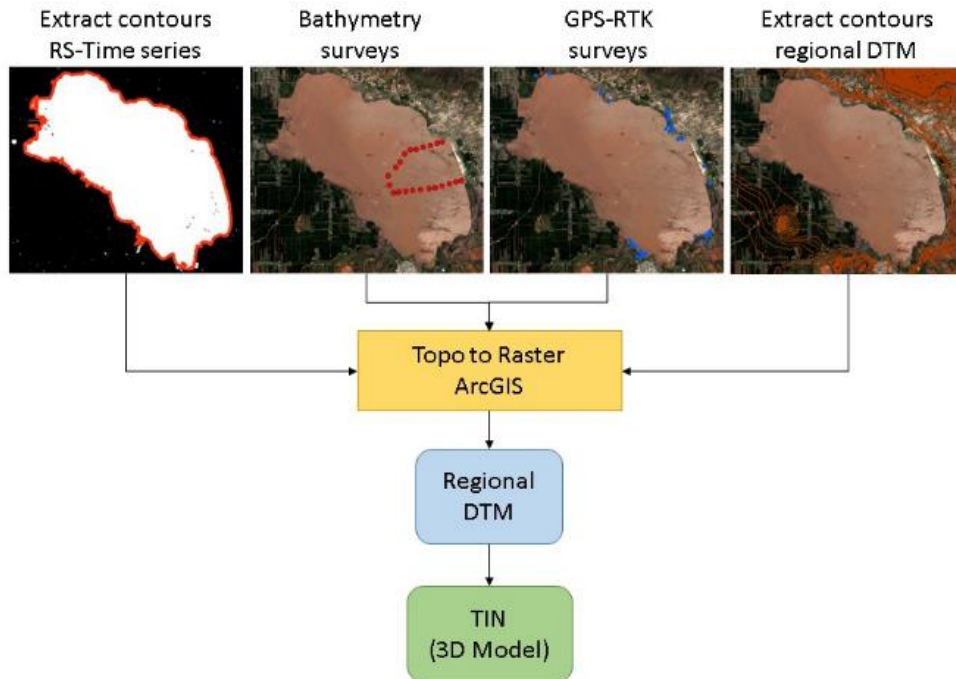 Extract contours
RS-Time series
Bathymetry
surveys
GPS-RTK
surveys
Extract contours
regional DTM
Topo to Raster
ArcGIS
Regional
DTM
TIN
(3D Model)